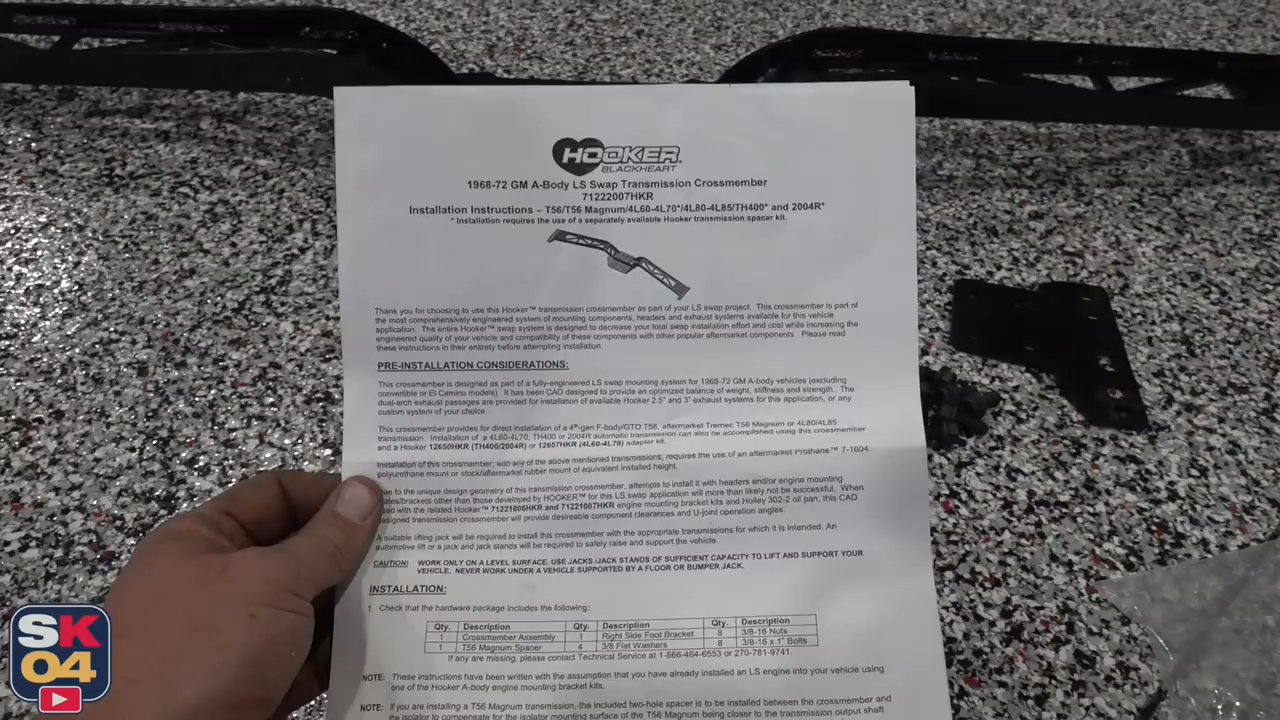 HOOKER
BLACKHEART
1968-72 GM A-Body LS Swap Transmission Crossmember
71222007HKR
Installation Instructions – T56/T56 Magnum/4L60-4L70*/4L80-4L85/TH400* and 2004R*
* Installation requires the use of a separately available Hooker transmission spacer kit.
Thank you for choosing to use this Hooker™ transmission crossmember as part of your LS swap project. This crossmember is part of
the most comprehensively engineered system of mounting components, headers and exhaust systems available for this vehicle
application. The entire Hooker™ swap system is designed to decrease your total swap installation effort and cost while increasing the
engineered quality of your vehicle and compatibility of these components with other popular aftermarket components. Please read
these instructions in their entirety before attempting installation.
PRE-INSTALLATION CONSIDERATIONS:
This crossmember is designed as part of a fully-engineered LS swap mounting system for 1968-72 GM A-body vehicles (excluding
convertible or El Camino models). It has been CAD designed to provide an optimized balance of weight, stiffness and strength. The
dual-arch exhaust passages are provided for installation of available Hooker 2.5" and 3" exhaust systems for this application, or any
custom system of your choice.
This crossmember provides for direct installation of a 4th-gen F-body/GTO T56, aftermarket Tremec T56 Magnum or 4L80/4L85
transmission. Installation of a 4L60-4L70, TH400 or 2004R automatic transmission can also be accomplished using this crossmember
and a Hooker 12650HKR (TH400/2004R) or 12657HKR (4L60-4L70) adapter kit.
Installation of this crossmember, with any of the above mentioned transmissions, requires the use of an aftermarket Prothane™ 7-1604
polyurethane mount or stock/aftermarket rubber mount of equivalent installed height.
ue to the unique design geometry of this transmission crossmember, attempts to install it with headers and/or engine mounting
ates/brackets other than those developed by HOOKER™ for this LS swap application will more than likely not be successful. When
ed with the related Hooker™ 71221006HKR and 71221007HKR engine mounting bracket kits and Holley 302-2 oil pan, this CAD
esigned transmission crossmember will provide desireable component clearances and U-joint operation angles.
A suitable lifting jack will be required to install this crossmember with the appropriate transmissions for which it is intended. An
automotive lift or a jack and jack stands will be required to safely raise and support the vehicle.
CAUTION: WORK ONLY ON A LEVEL SURFACE. USE JACKS /JACK STANDS OF SUFFICIENT CAPACITY TO LIFT AND SUPPORT YOUR
VEHICLE. NEVER WORK UNDER A VEHICLE SUPPORTED BY A FLOOR OR BUMPER JACK.
INSTALLATION:
1. Check that the hardware package includes the following:
Qty. Description Qty. Description Qty. Description
1 Crossmember Assembly 1 Right Side Foot Bracket 8 3/8-16 Nuts
1 T56 Magnum Spacer 4 3/8 Flat Washers 8 3/8-16 x 1" Bolts
If any are missing, please contact Technical Service at 1-866-464-6553 or 270-781-9741.
NOTE: These instructions have been written with the assumption that you have already installed an LS engine into your vehicle using
one of the Hooker A-body engine mounting bracket kits.
NOTE: If you are installing a T56 Magnum transmission, the included two-hole spacer is to be installed between the crossmember and
the isolator to compensate for the isolator mounting surface of the T56 Magnum being closer to the transmission output shaft
SK
04